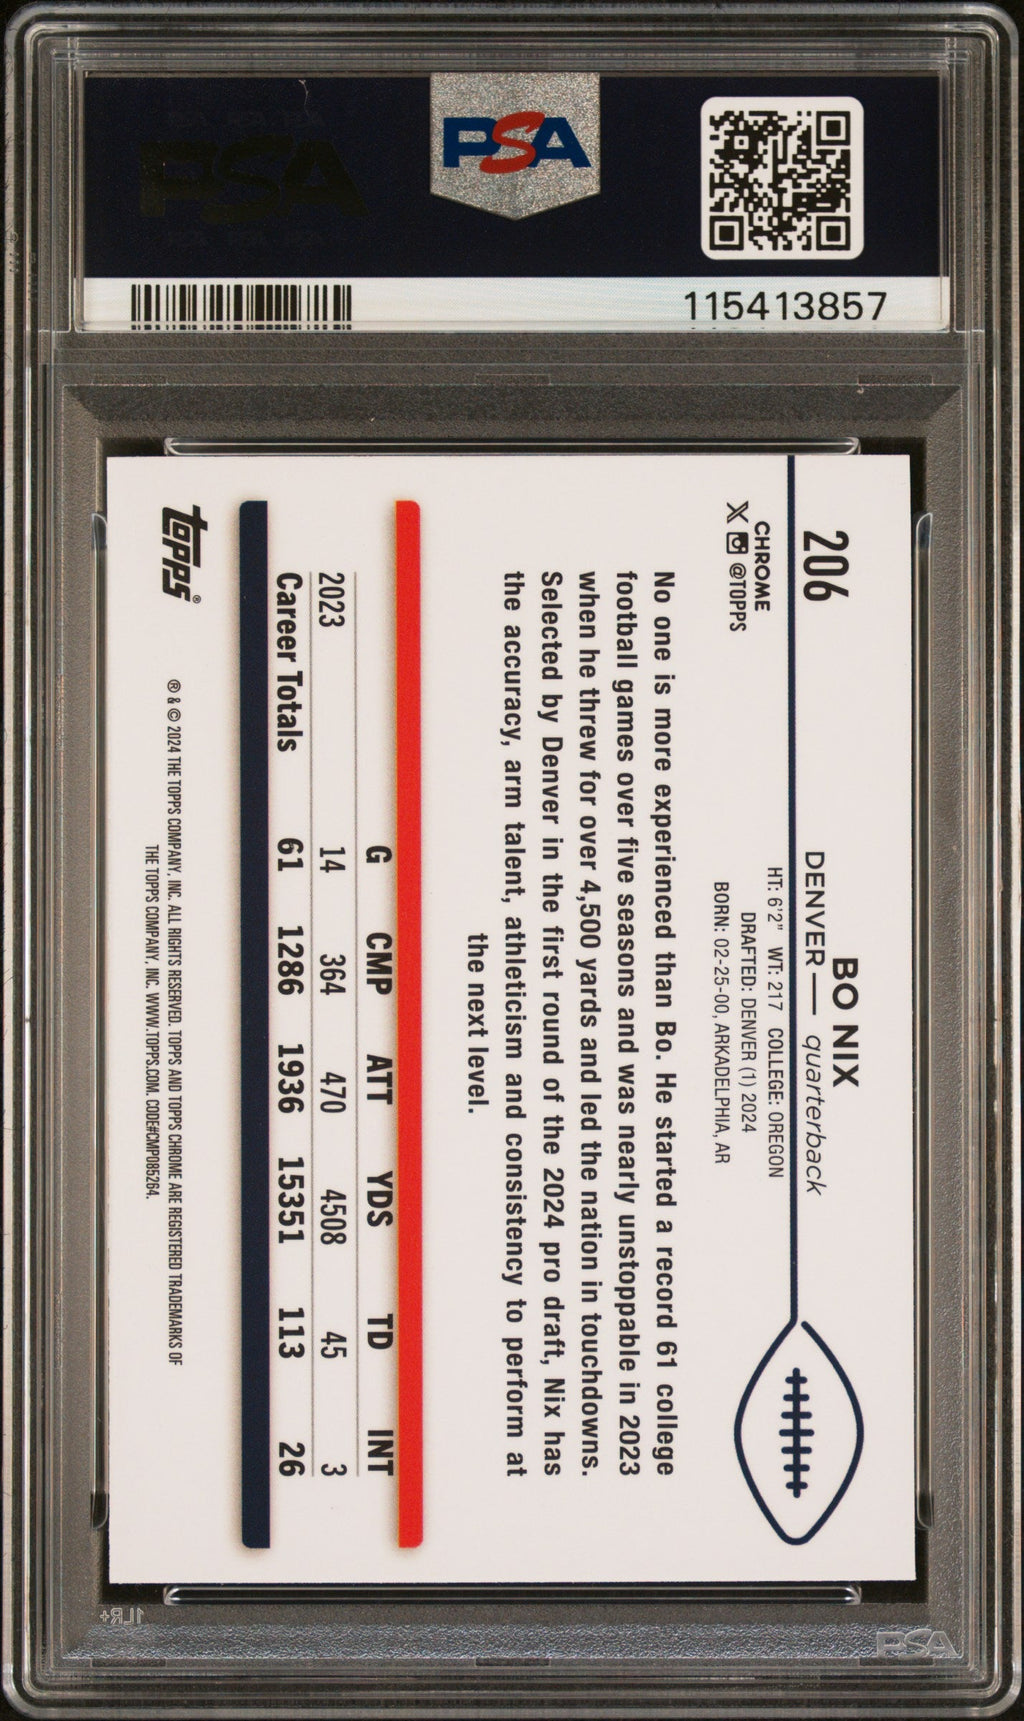 PSA
PSA
115413857
206
BO NIX
DENVER — quarterback
CHROME
X @TOPPS
HT: 6'2" WT: 217 COLLEGE: OREGON
DRAFTED: DENVER (1) 2024
BORN: 02-25-00, ARKADELPHIA, AR
No one is more experienced than Bo. He started a record 61 college
football games over five seasons and was nearly unstoppable in 2023
when he threw for over 4,500 yards and led the nation in touchdowns.
Selected by Denver in the first round of the 2024 pro draft, Nix has
the accuracy, arm talent, athleticism and consistency to perform at
the next level.
G CMP ATT YDS TD INT
2023 14 364 470 4508 45 3
Career Totals 61 1286 1936 15351 113 26
topps®
® & © 2024 THE TOPPS COMPANY, INC. ALL RIGHTS RESERVED. TOPPS AND TOPPS CHROME ARE REGISTERED TRADEMARKS OF
THE TOPPS COMPANY, INC. WWW.TOPPS.COM. CODE#CMP085264.
1LR+
PSA